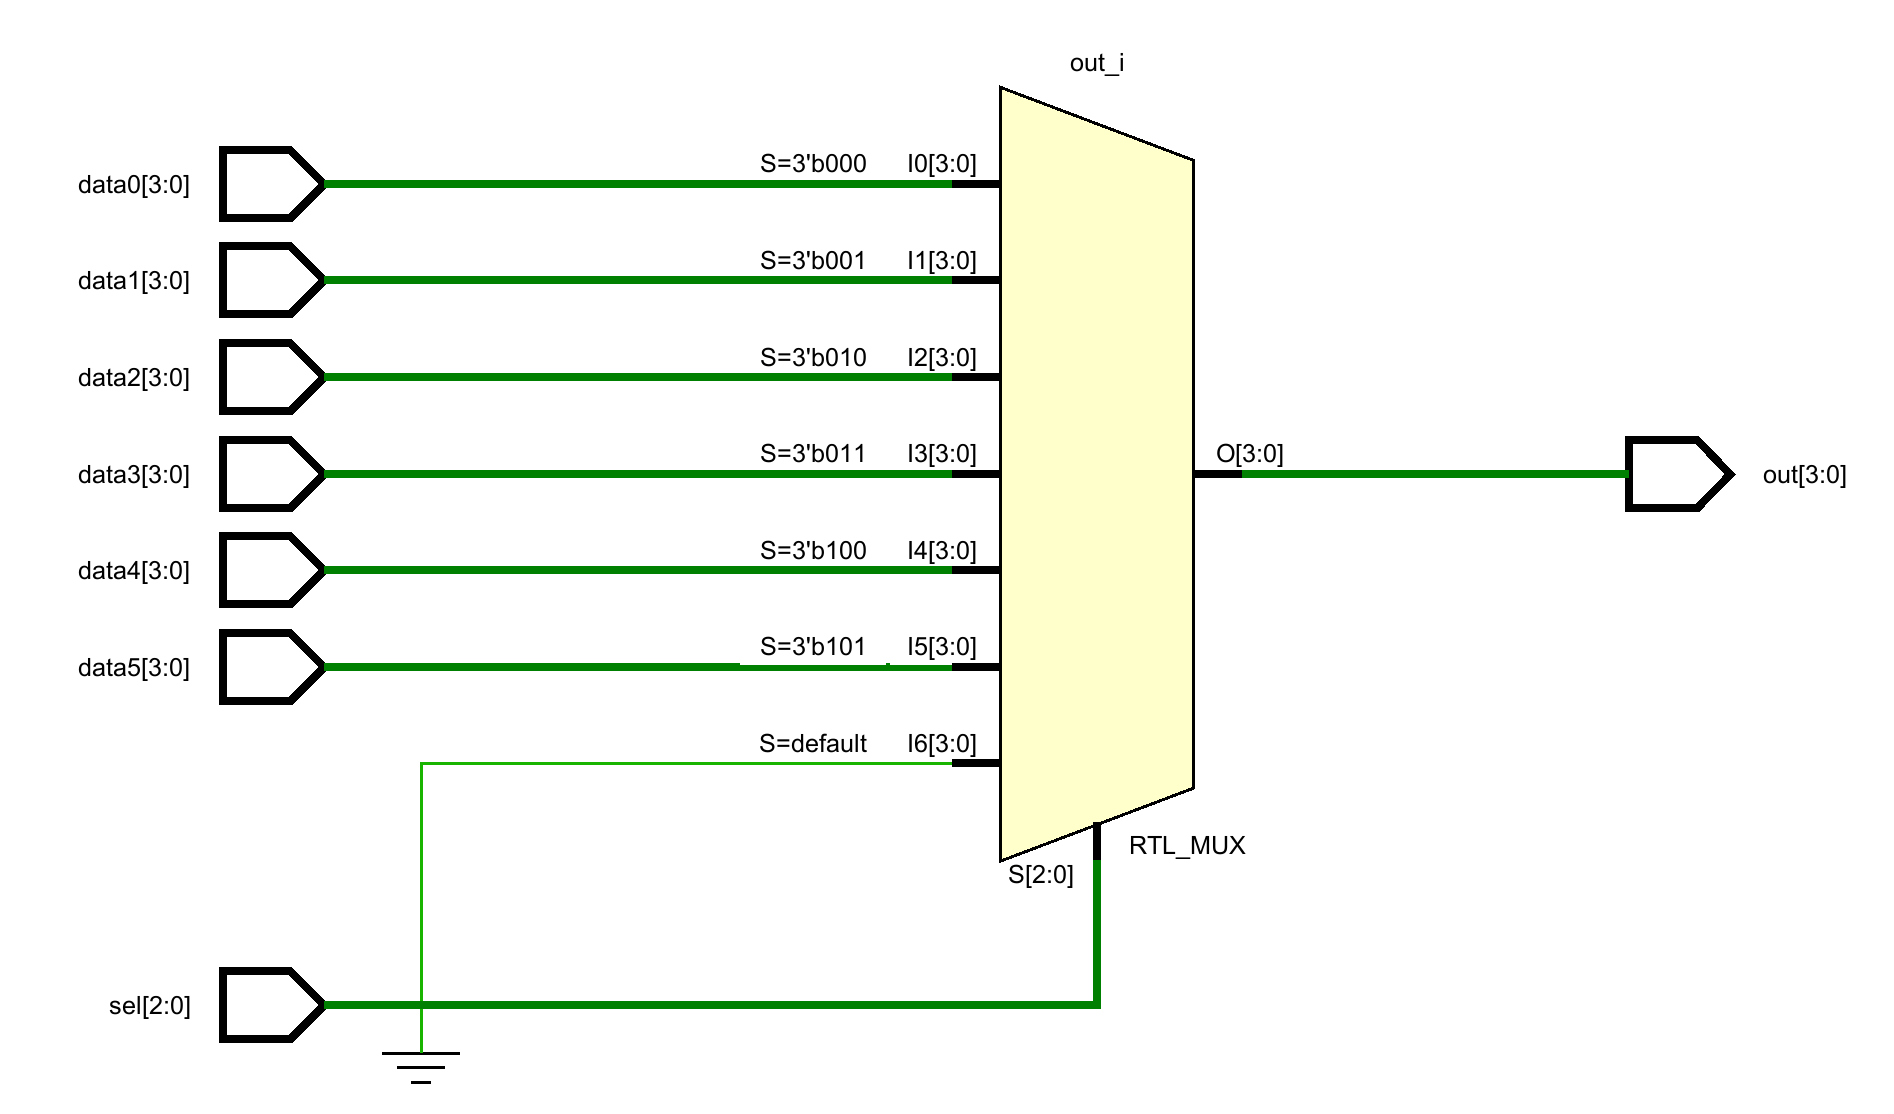 out_i
data0[3:0] S=3'b000 I0[3:0]
data1[3:0] S=3'b001 I1[3:0]
data2[3:0] S=3'b010 I2[3:0]
data3[3:0] S=3'b011 I3[3:0] O[3:0] out[3:0]
data4[3:0] S=3'b100 I4[3:0]
data5[3:0] S=3'b101 I5[3:0]
S=default I6[3:0]
RTL_MUX
S[2:0]
sel[2:0]